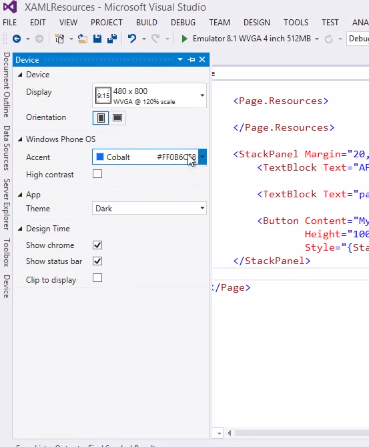 XAMLResources - Microsoft Visual Studio
FILE EDIT VIEW PROJECT BUILD DEBUG TEAM DESIGN TOOLS TEST ANA
Emulator 8.1 WVGA 4 inch 512MB Debu
Document Outline
Data Sources
Server Explorer
Toolbox
Device
Device
Device
Display
9:15
480 x 800
WVGA @ 120% scale
Orientation
Windows Phone OS
Accent
Cobalt
High contrast
App
Theme
Dark
Design Time
Show chrome
Show status bar
Clip to display
<Page.Resources>
</Page.Resources>
<StackPanel Margin="20,
<TextBlock Text="AP
<TextBlock Text="pa
<Button Content="My
Height="100
Style="{Sta
</StackPanel>
</Page>